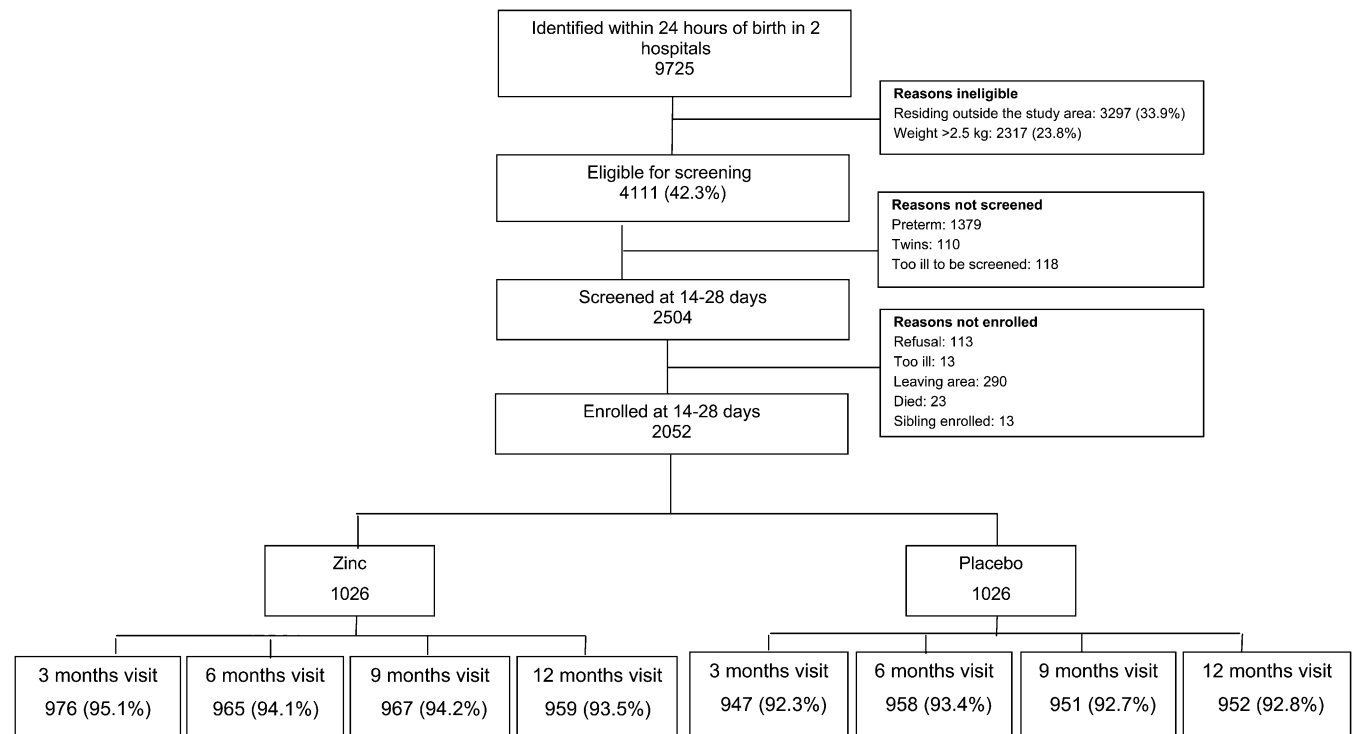 Identified within 24 hours of birth in 2
hospitals
9725
Reasons ineligible
Residing outside the study area: 3297 (33.9%)
Weight >2.5 kg: 2317 (23.8%)
Eligible for screening
4111 (42.3%)
Reasons not screened
Preterm: 1379
Twins: 110
Too ill to be screened: 118
Screened at 14-28 days
2504
Reasons not enrolled
Refusal: 113
Too ill: 13
Leaving area: 290
Died: 23
Sibling enrolled: 13
Enrolled at 14-28 days
2052
Zinc
1026
Placebo
1026
3 months visit
976 (95.1%)
6 months visit
965 (94.1%)
9 months visit
967 (94.2%)
12 months visit
959 (93.5%)
3 months visit
947 (92.3%)
6 months visit
958 (93.4%)
9 months visit
951 (92.7%)
12 months visit
952 (92.8%)